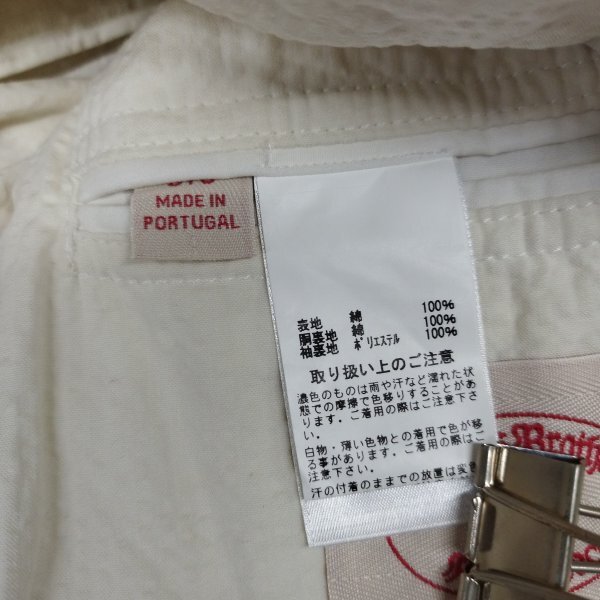 MADE IN
PORTUGAL
表地 綿 100%
胴裏地 綿 100%
袖裏地 ポリエステル 100%
取り扱い上のご注意
濃色のものは雨や汗など濡れた状
態での摩擦で色移りすることがあ
ります。ご着用の際はご注意下さ
い。
白物・薄い色物との着用で色が移
る事があります。ご着用の際はご
注意下さい。
汗の付着のままでの放置は変色